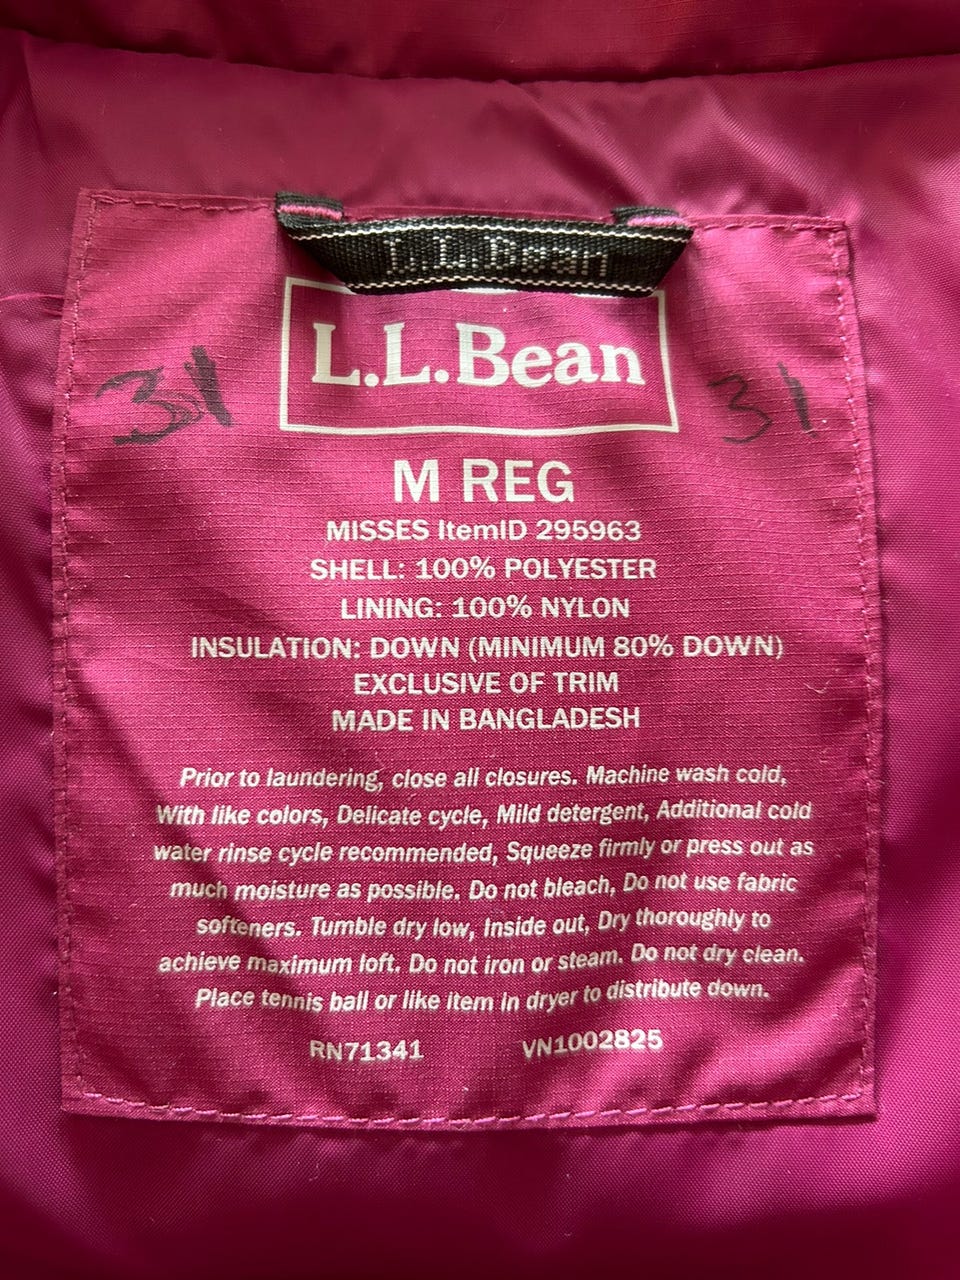 L.L.Bean
L.L.Bean
31
31
M REG
MISSES ItemID 295963
SHELL: 100% POLYESTER
LINING: 100% NYLON
INSULATION: DOWN (MINIMUM 80% DOWN)
EXCLUSIVE OF TRIM
MADE IN BANGLADESH
Prior to laundering, close all closures. Machine wash cold,
With like colors, Delicate cycle, Mild detergent, Additional cold
water rinse cycle recommended, Squeeze firmly or press out as
much moisture as possible. Do not bleach, Do not use fabric
softeners. Tumble dry low, Inside out, Dry thoroughly to
achieve maximum loft. Do not iron or steam. Do not dry clean.
Place tennis ball or like item in dryer to distribute down.
RN71341 VN1002825